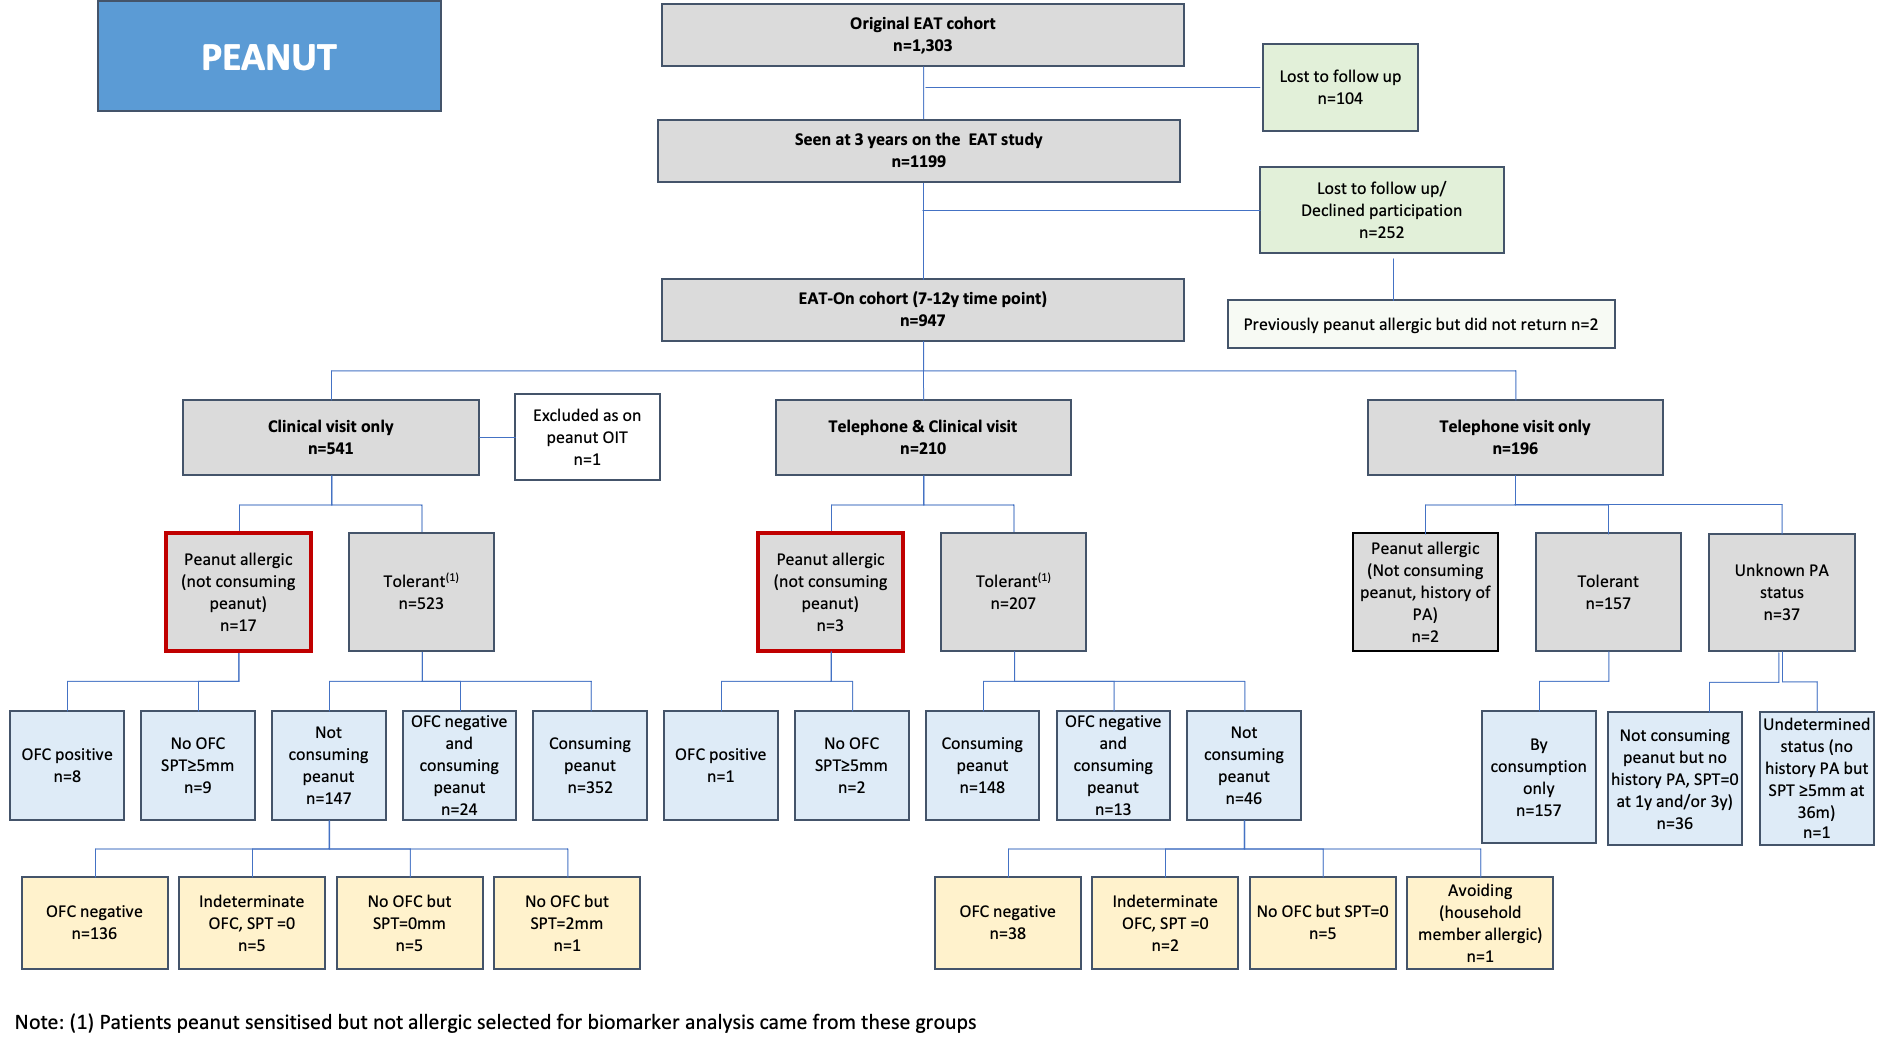 PEANUT
Original EAT cohort
n=1,303
Lost to follow up
n=104
Seen at 3 years on the  EAT study
n=1199
Lost to follow up/
Declined participation
n=252
EAT-On cohort (7-12y time point)
n=947
Previously peanut allergic but did not return n=2
Clinical visit only
n=541
Excluded as on
peanut OIT
n=1
Telephone & Clinical visit
n=210
Telephone visit only
n=196
Peanut allergic
(not consuming
peanut)
n=17
Tolerant(1)
n=523
Peanut allergic
(not consuming
peanut)
n=3
Tolerant(1)
n=207
Peanut allergic
(Not consuming
peanut, history of
PA)
n=2
Tolerant
n=157
Unknown PA
status
n=37
OFC positive
n=8
No OFC
SPT≥5mm
n=9
Not
consuming
peanut
n=147
OFC negative
and
consuming
peanut
n=24
Consuming
peanut
n=352
OFC positive
n=1
No OFC
SPT≥5mm
n=2
Consuming
peanut
n=148
OFC negative
and
consuming
peanut
n=13
Not
consuming
peanut
n=46
By
consumption
only
n=157
Not consuming
peanut but no
history PA, SPT=0
at 1y and/or 3y)
n=36
Undetermined
status (no
history PA but
SPT ≥5mm at
36m)
n=1
OFC negative
n=136
Indeterminate
OFC, SPT =0
n=5
No OFC but
SPT=0mm
n=5
No OFC but
SPT=2mm
n=1
OFC negative
n=38
Indeterminate
OFC, SPT =0
n=2
No OFC but SPT=0
n=5
Avoiding
(household
member allergic)
n=1
Note: (1) Patients peanut sensitised but not allergic selected for biomarker analysis came from these groups